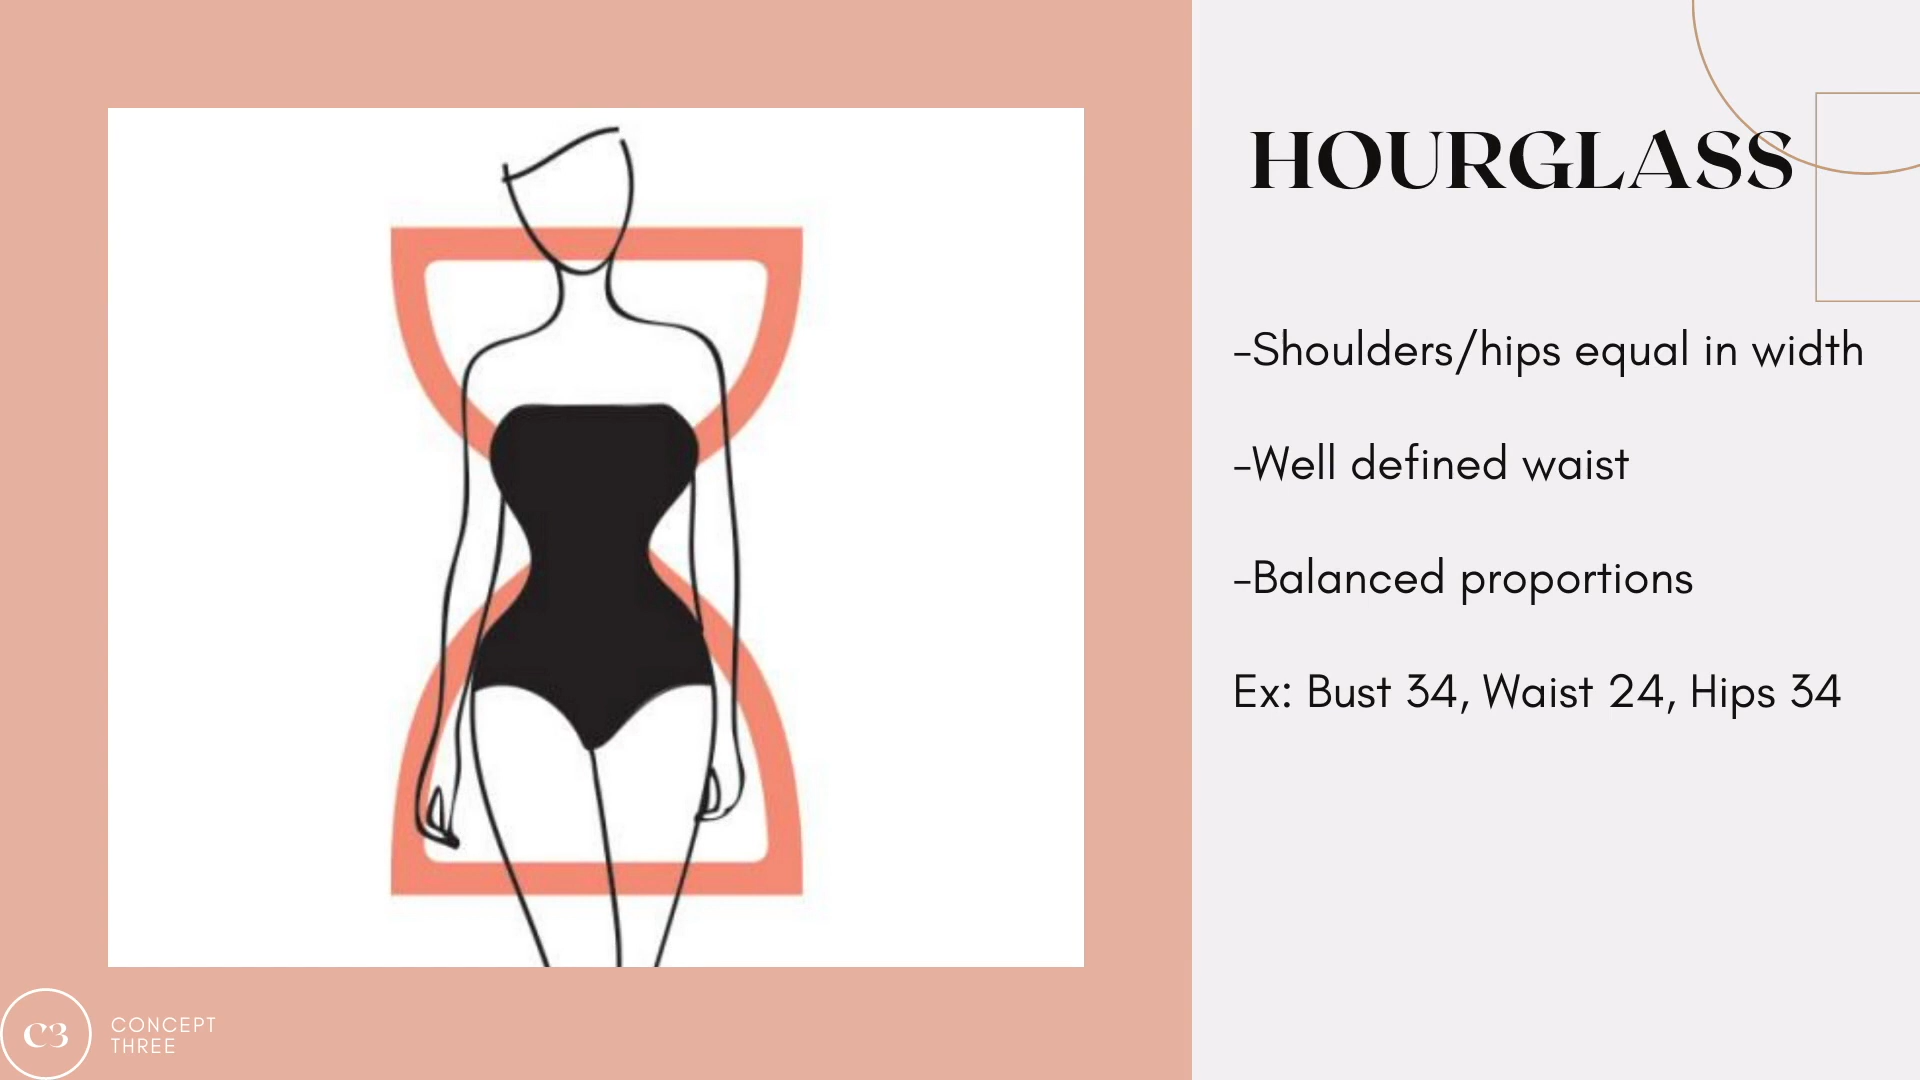 HOURGLASS
-Shoulders/hips equal in width
-Well defined waist
-Balanced proportions
Ex: Bust 34, Waist 24, Hips 34
C3
CONCEPT
THREE